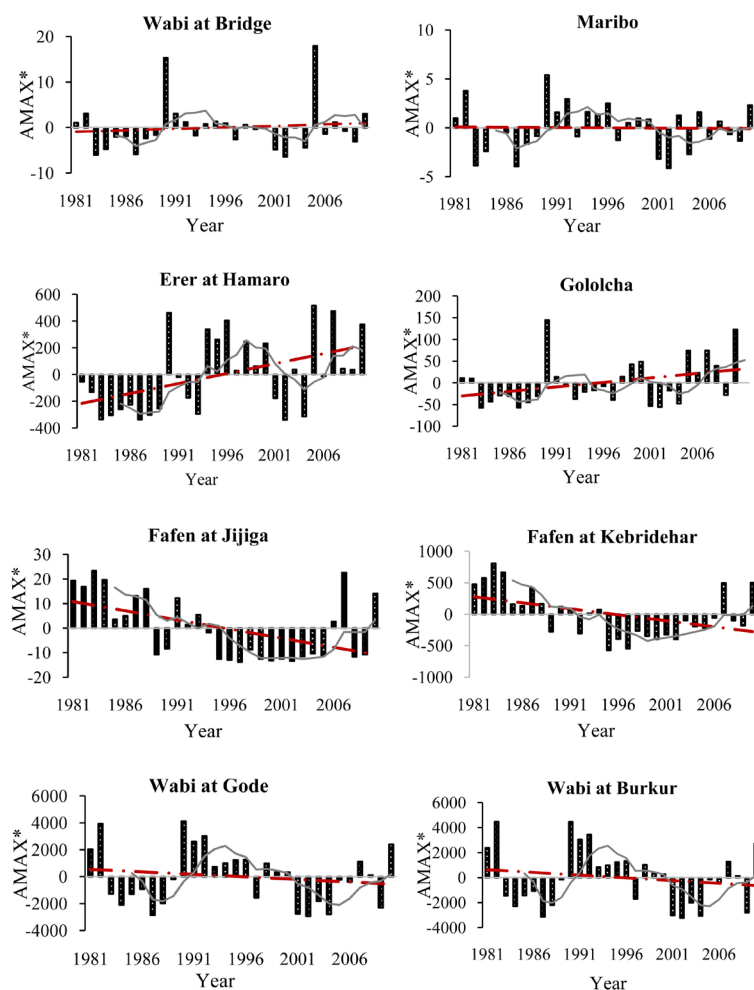 Wabi at Bridge
AMAX*
20
10
0
-10
1981 1986 1991 1996 2001 2006
Year
Maribo
AMAX*
10
5
0
-5
1981 1986 1991 1996 2001 2006
Year
Erer at Hamaro
AMAX*
600
400
200
0
-200
-400
1981 1986 1991 1996 2001 2006
Year
Gololcha
AMAX*
200
150
100
50
0
-50
-100
1981 1986 1991 1996 2001 2006
Year
Fafen at Jijiga
AMAX*
30
20
10
0
-10
-20
1981 1986 1991 1996 2001 2006
Year
Fafen at Kebridehar
AMAX*
1000
500
0
-500
-1000
1981 1986 1991 1996 2001 2006
Year
Wabi at Gode
AMAX*
6000
4000
2000
0
-2000
-4000
1981 1986 1991 1996 2001 2006
Year
Wabi at Burkur
AMAX*
6000
4000
2000
0
-2000
-4000
1981 1986 1991 1996 2001 2006
Year